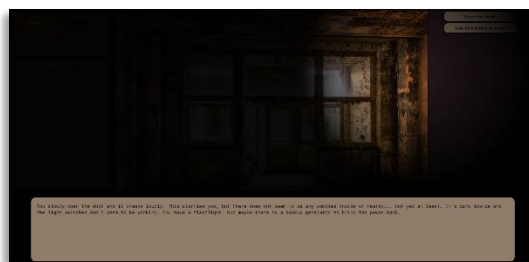 You slowly open the door and it creaks loudly. This startles you, but there does not seem to be any zombies inside or nearby... not yet at least. It's dark inside and
the light switches don't seem to be working. You have a flashlight, but maybe there is a backup generator to bring the power back.